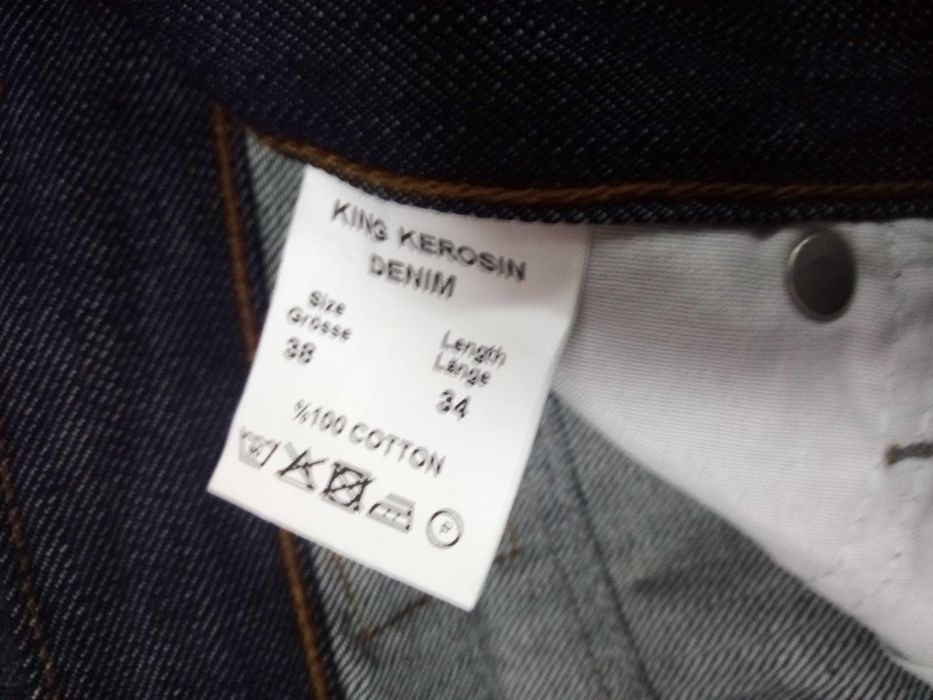 KING KEROSIN
DENIM
Size
Grösse
38
Length
Länge
34
%100 COTTON